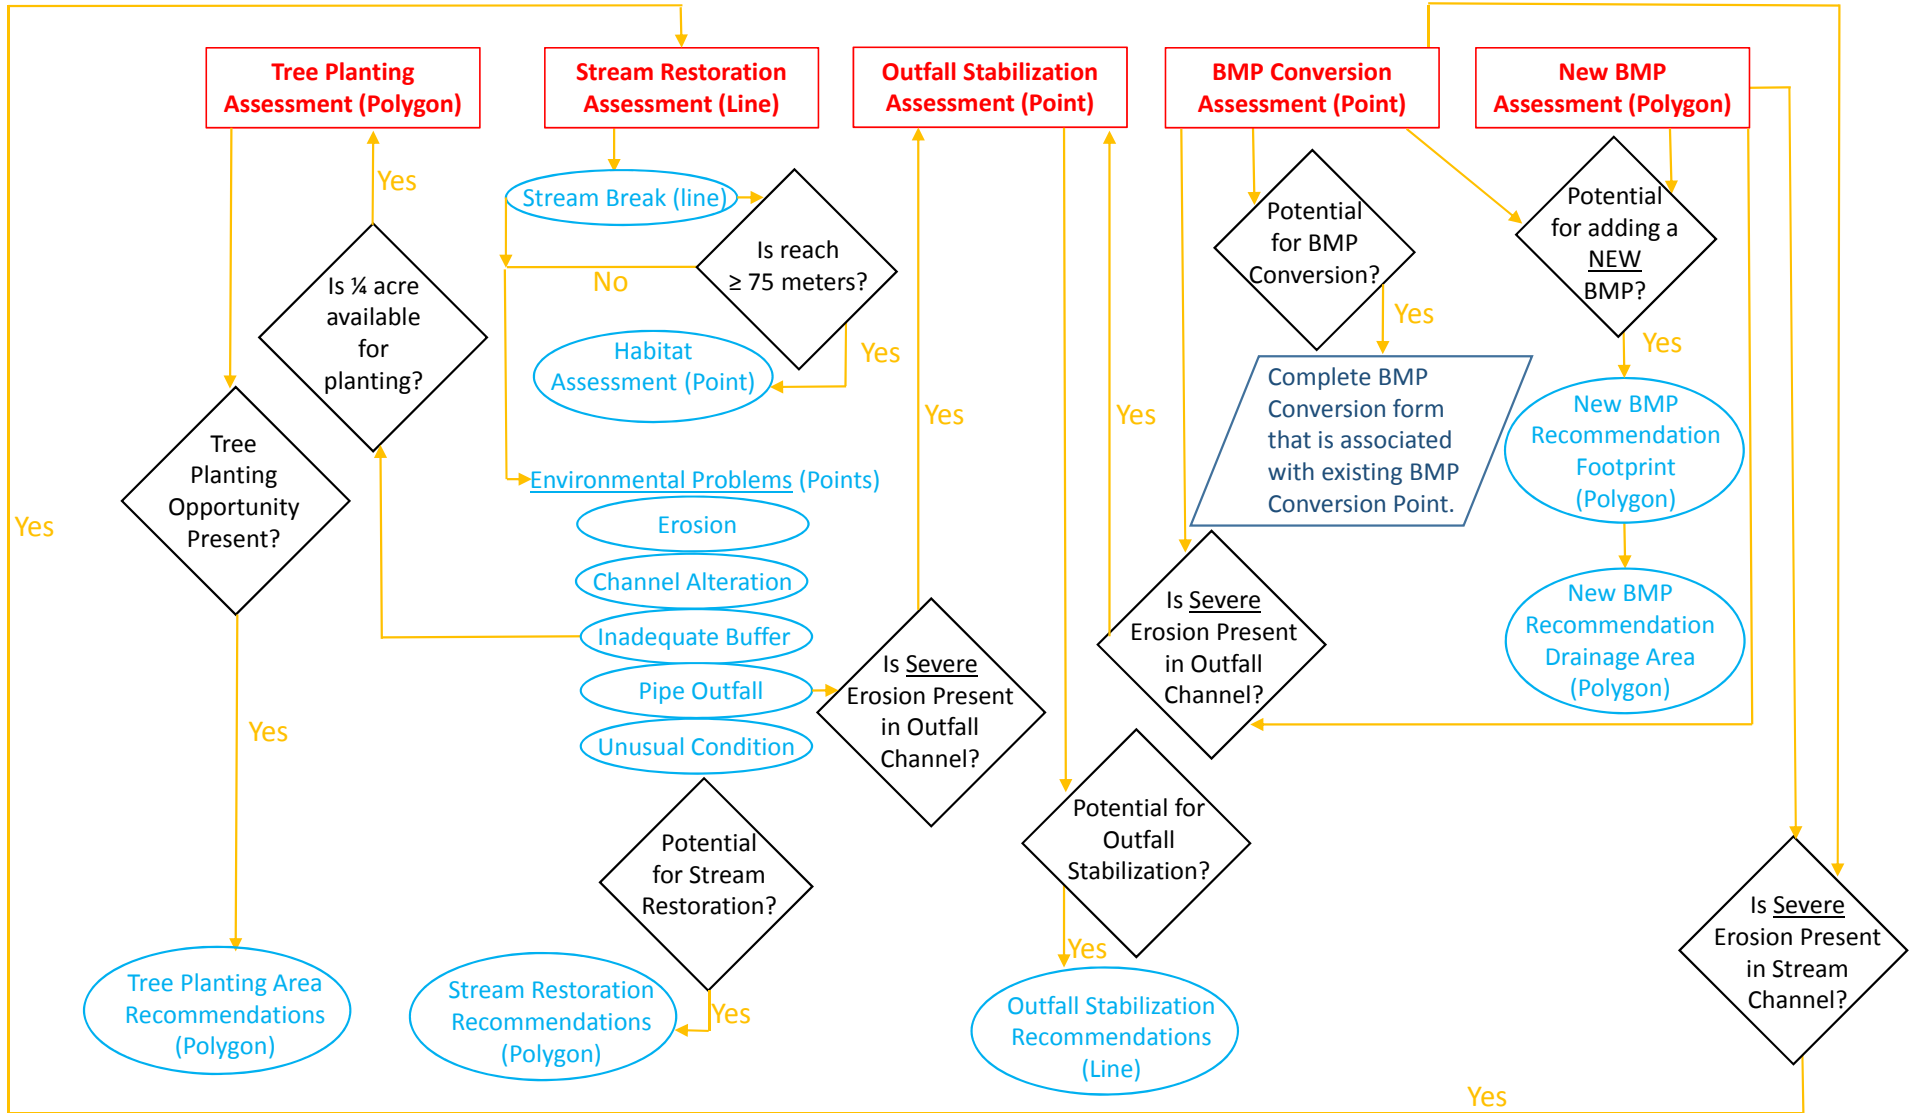 Tree Planting
Assessment (Polygon)
Stream Restoration
Assessment (Line)
Outfall Stabilization
Assessment (Point)
BMP Conversion
Assessment (Point)
New BMP
Assessment (Polygon)
Yes
Stream Break (line)
Is reach
≥ 75 meters?
No
Yes
Habitat
Assessment (Point)
Is ¼ acre
available
for
planting?
Tree
Planting
Opportunity
Present?
Yes
Yes
Tree Planting Area
Recommendations
(Polygon)
Environmental Problems (Points)
Erosion
Channel Alteration
Inadequate Buffer
Pipe Outfall
Unusual Condition
Potential
for Stream
Restoration?
Yes
Stream Restoration
Recommendations
(Polygon)
Yes
Is Severe
Erosion Present
in Outfall
Channel?
Yes
Potential for
Outfall
Stabilization?
Yes
Outfall Stabilization
Recommendations
(Line)
Potential
for BMP
Conversion?
Yes
Complete BMP
Conversion form
that is associated
with existing BMP
Conversion Point.
Is Severe
Erosion Present
in Outfall
Channel?
Potential
for adding a
NEW
BMP?
Yes
New BMP
Recommendation
Footprint
(Polygon)
New BMP
Recommendation
Drainage Area
(Polygon)
Is Severe
Erosion Present
in Stream
Channel?
Yes